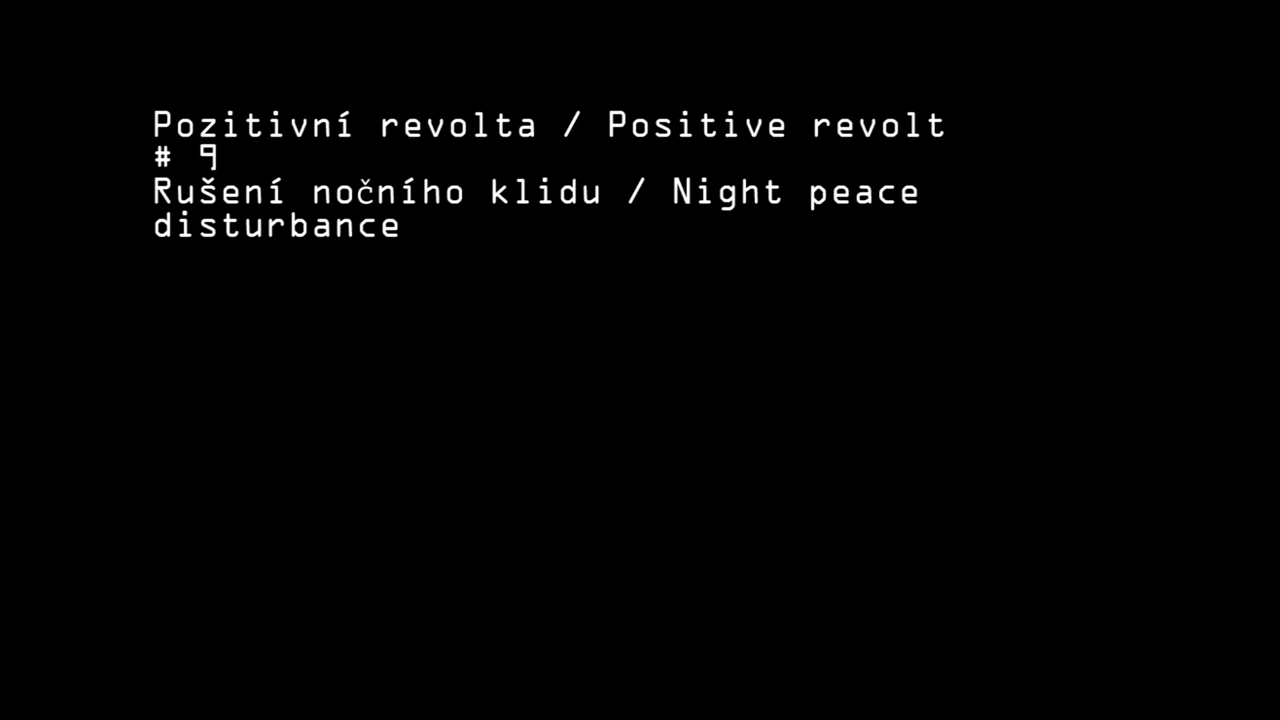 Pozitivní revolta / Positive revolt
# 9
Rušení nočního klidu / Night peace
disturbance